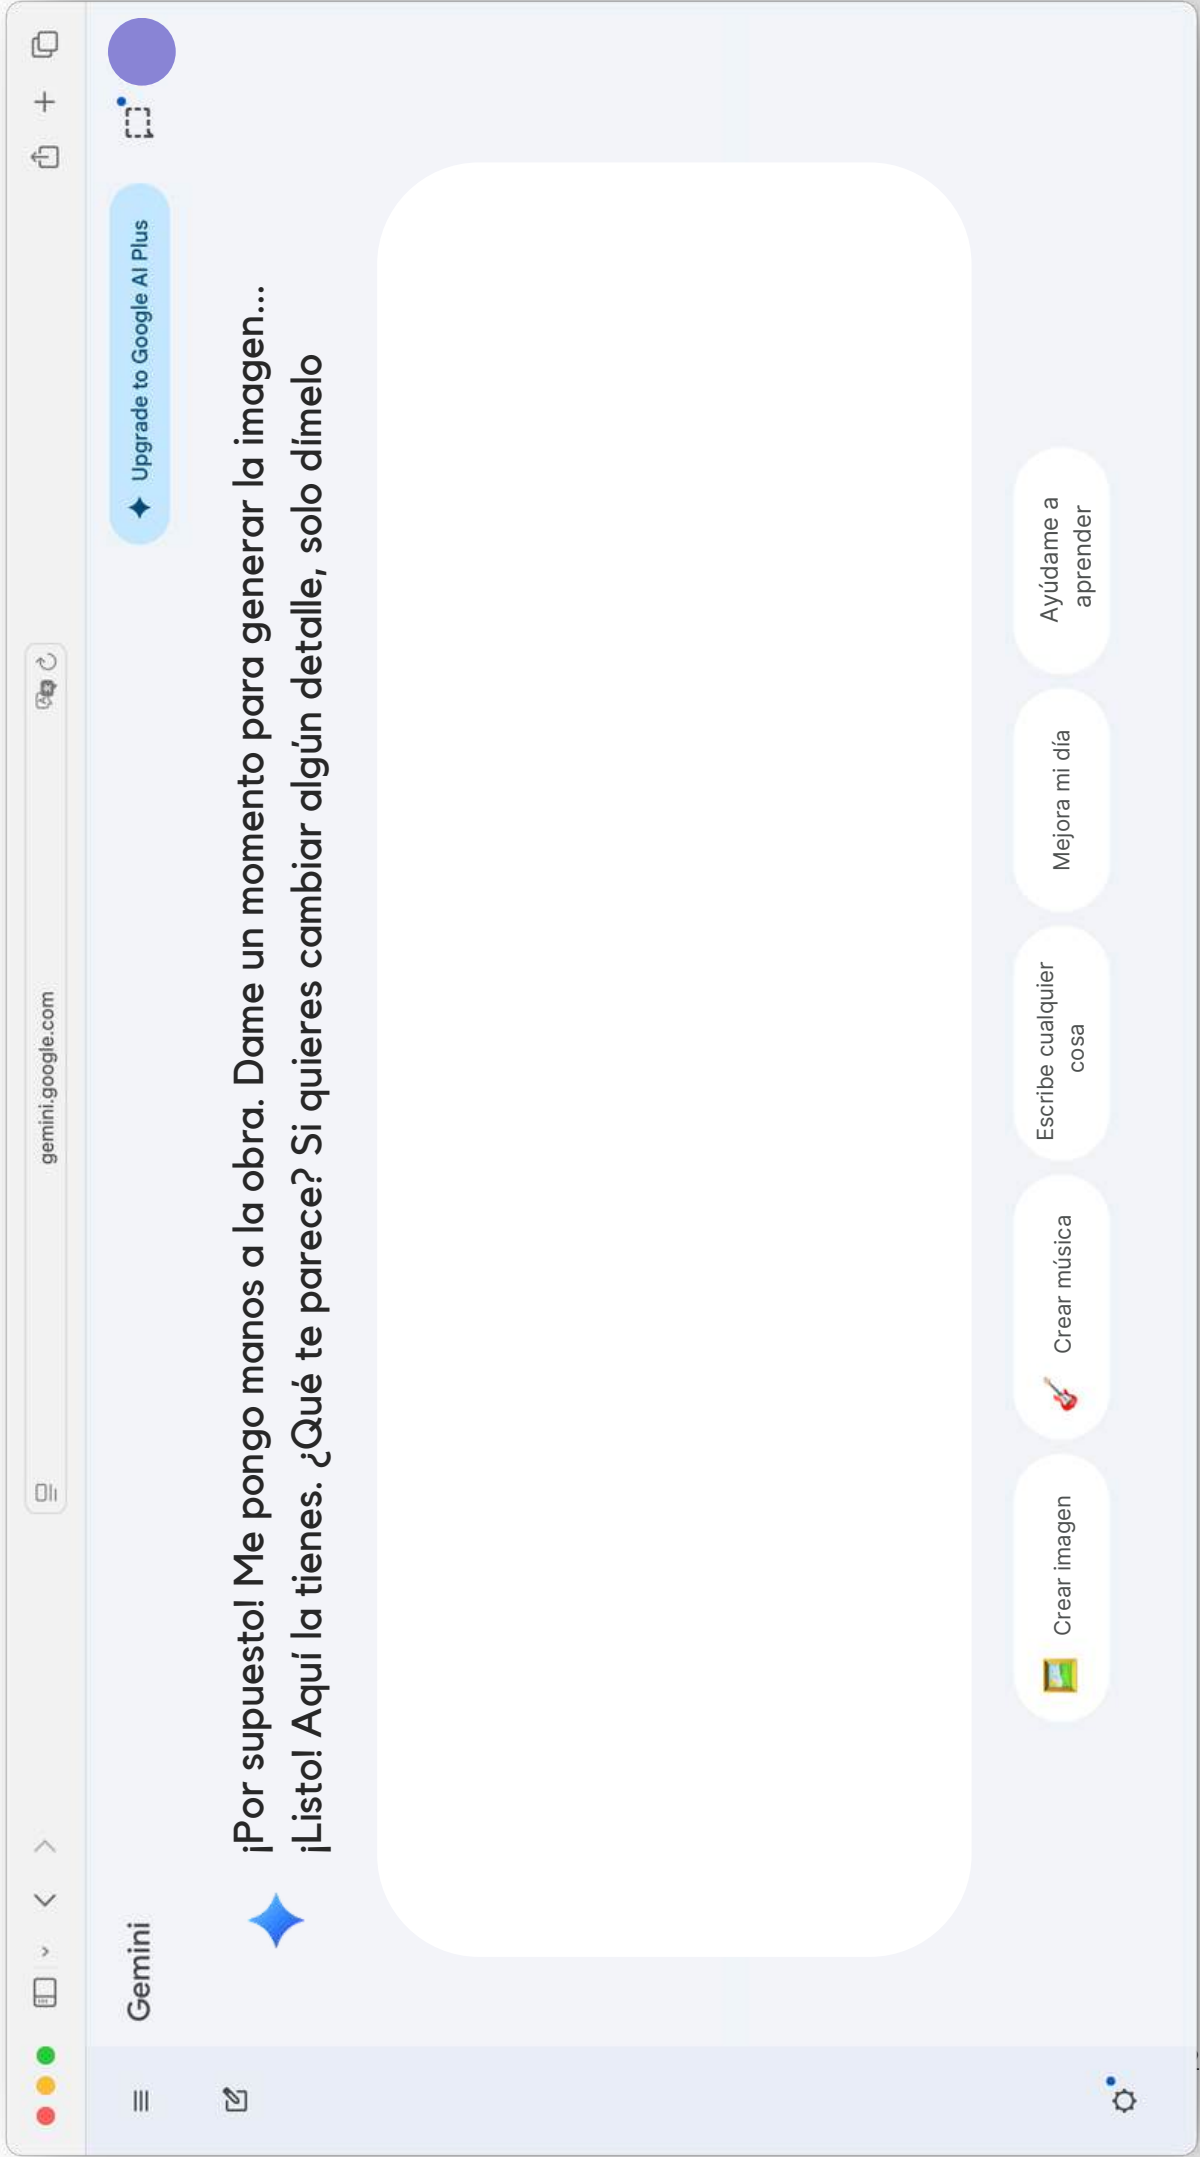 gemini.google.com
Gemini
Upgrade to Google AI Plus
¡Por supuesto! Me pongo manos a la obra. Dame un momento para generar la imagen...
¡Listo! Aquí la tienes. ¿Qué te parece? Si quieres cambiar algún detalle, solo dímelo
Crear imagen
Crear música
Escribe cualquier
cosa
Mejora mi día
Ayúdame a
aprender